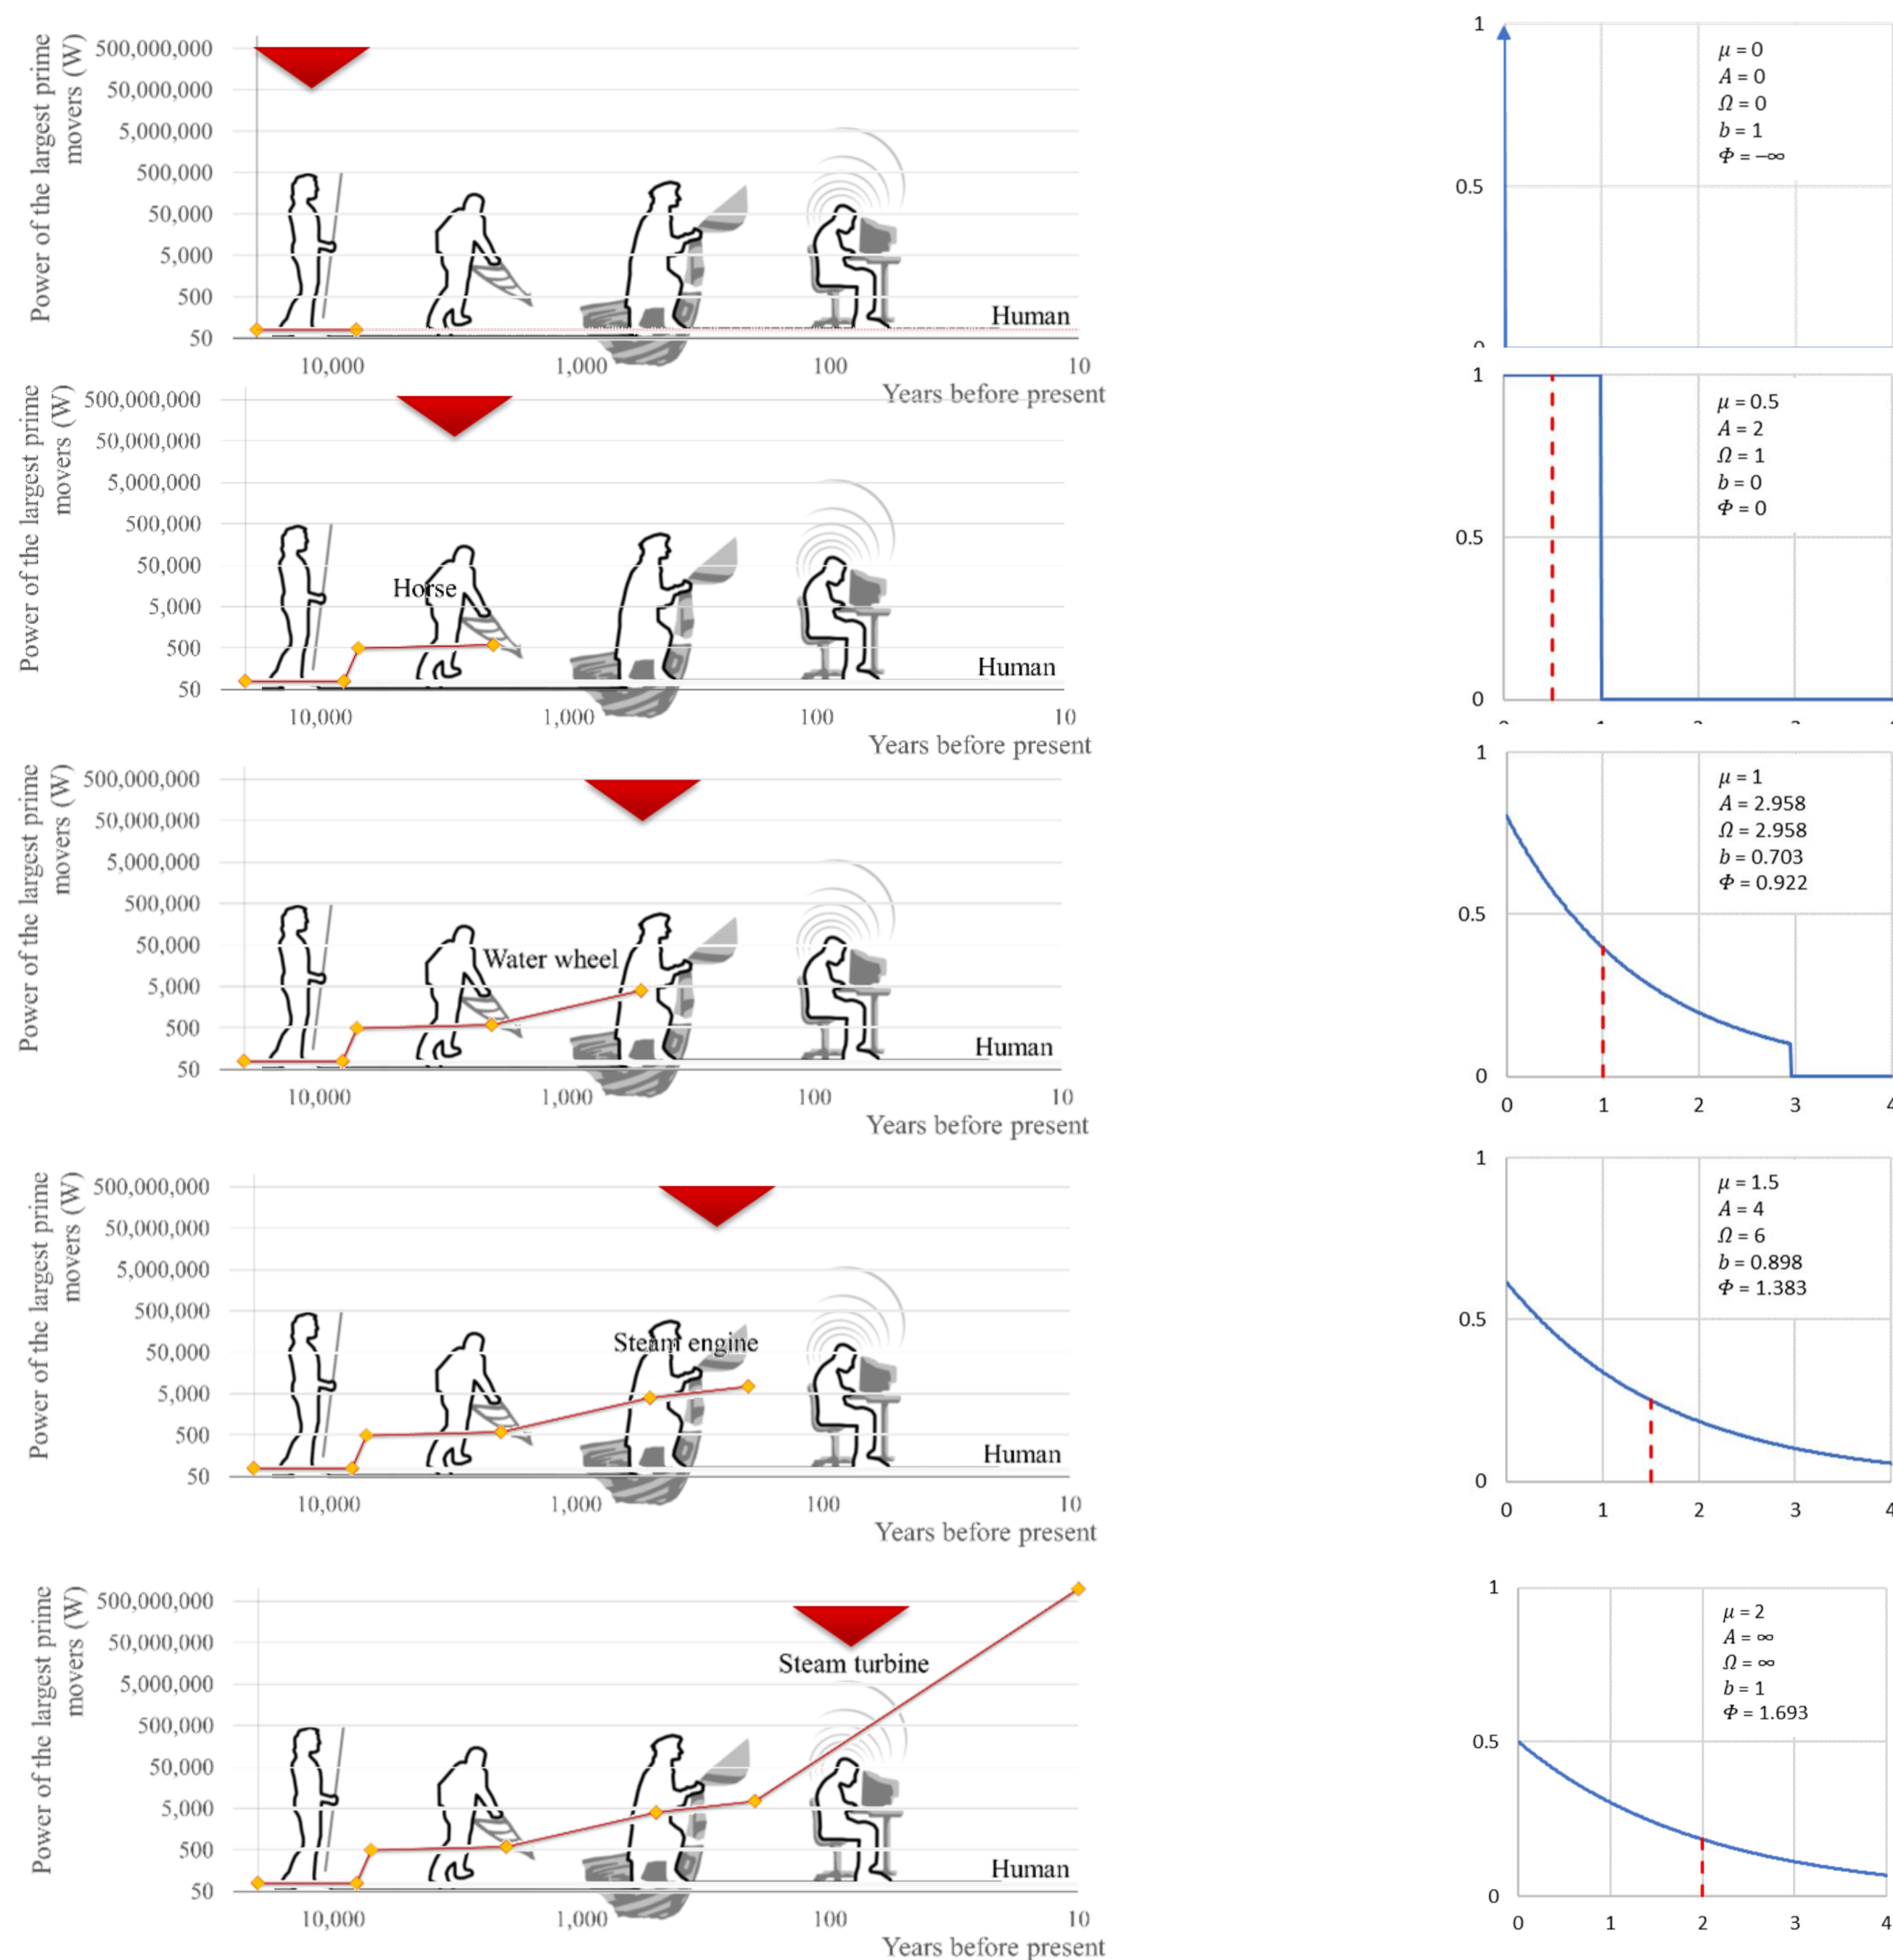 Power of the largest prime
movers (W)
500,000,000
50,000,000
5,000,000
500,000
50,000
5,000
500
50
Human
10,000
1,000
100
10
Years before present
1
0.5
0
μ = 0
A = 0
Ω = 0
b = 1
Φ = −∞
Power of the largest prime
movers (W)
500,000,000
50,000,000
5,000,000
500,000
50,000
5,000
500
50
Horse
Human
10,000
1,000
100
10
Years before present
1
0.5
0
μ = 0.5
A = 2
Ω = 1
b = 0
Φ = 0
Power of the largest prime
movers (W)
500,000,000
50,000,000
5,000,000
500,000
50,000
5,000
500
50
Water wheel
Human
10,000
1,000
100
10
Years before present
1
0.5
0
μ = 1
A = 2.958
Ω = 2.958
b = 0.703
Φ = 0.922
0 1 2 3 4
Power of the largest prime
movers (W)
500,000,000
50,000,000
5,000,000
500,000
50,000
5,000
500
50
Steam engine
Human
10,000
1,000
100
10
Years before present
1
0.5
0
μ = 1.5
A = 4
Ω = 6
b = 0.898
Φ = 1.383
0 1 2 3 4
Power of the largest prime
movers (W)
500,000,000
50,000,000
5,000,000
500,000
50,000
5,000
500
50
Steam turbine
Human
10,000
1,000
100
10
Years before present
1
0.5
0
μ = 2
A = ∞
Ω = ∞
b = 1
Φ = 1.693
0 1 2 3 4